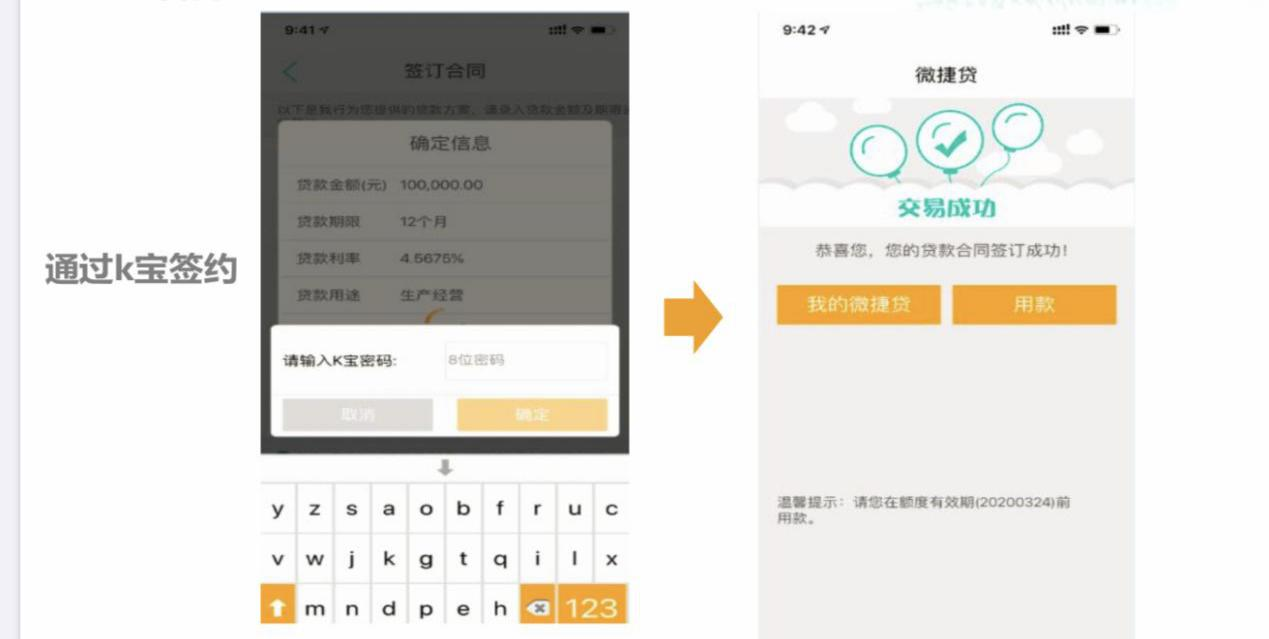 通过k宝签约
9:41
签订合同
以下是我行为您提供的贷款方案，请录入贷款金额及期限
确定信息
贷款金额(元) 100,000.00
贷款期限 12个月
贷款利率 4.5675%
贷款用途 生产经营
请输入K宝密码: 8位密码
取消 确定
y z s a o b f r u c
v w j k g t q i l x
m n d p e h 123
9:42
微捷贷
交易成功
恭喜您，您的贷款合同签订成功!
我的微捷贷 用款
温馨提示：请您在额度有效期(20200324)前
用款。